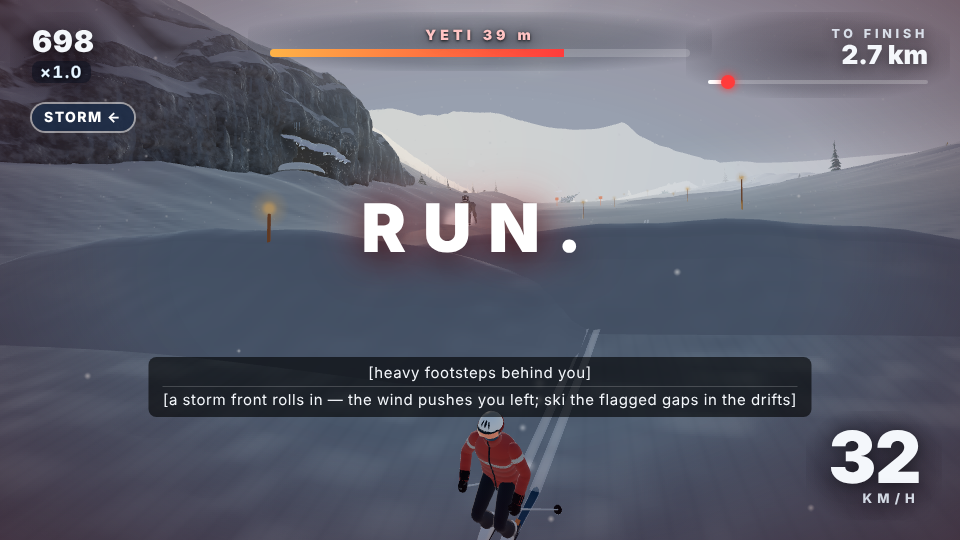 698
×1.0
STORM ←
YETI 39 m
TO FINISH
2.7 km
RUN.
[heavy footsteps behind you]
[a storm front rolls in — the wind pushes you left; ski the flagged gaps in the drifts]
32
KM/H